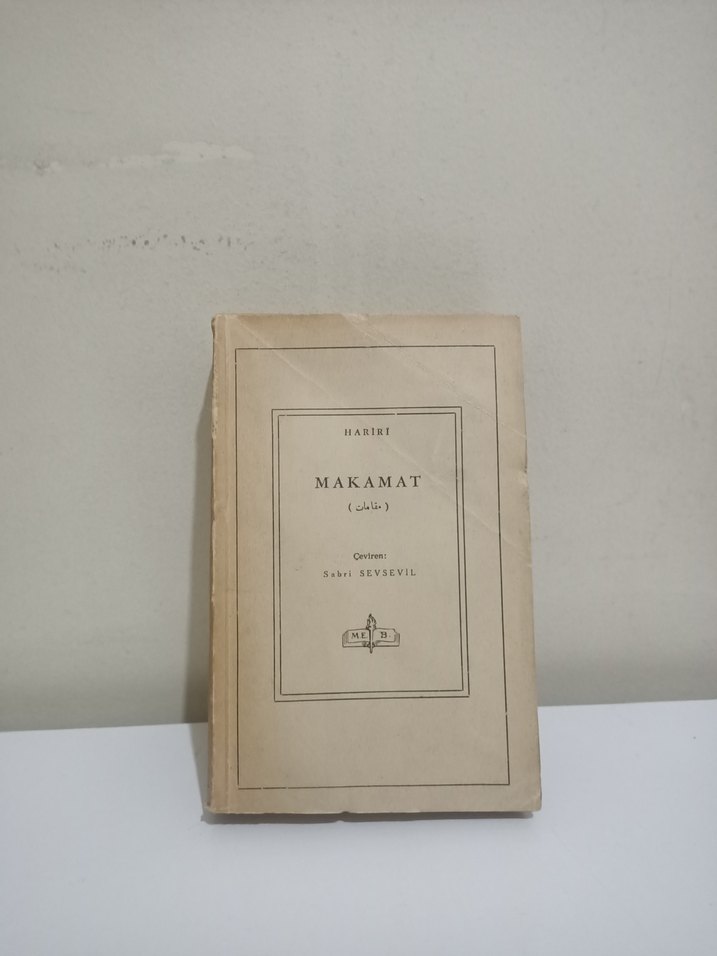 HARİRİ
MAKAMAT
( مقامات )
Çeviren:
Sabri SEVSEVİL
M.E. B.